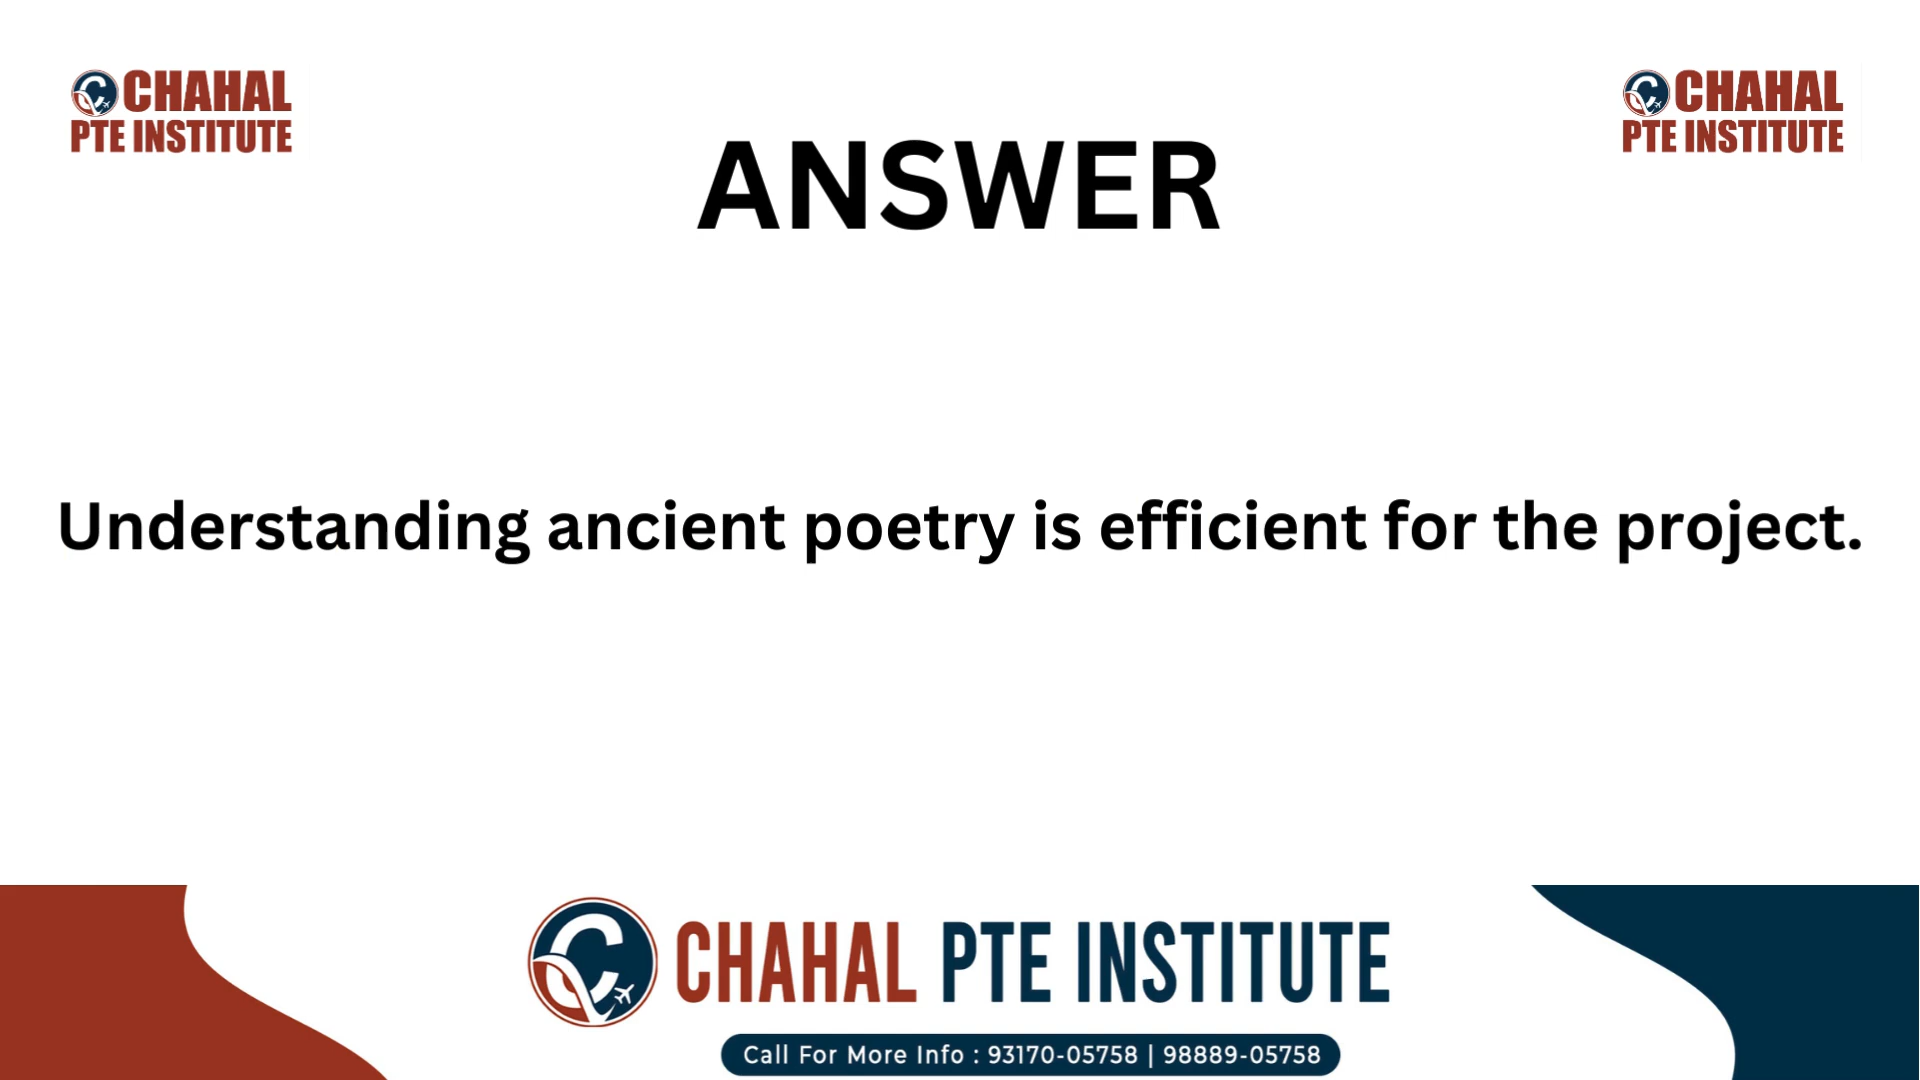 CHAHAL
PTE INSTITUTE
CHAHAL
PTE INSTITUTE
ANSWER
Understanding ancient poetry is efficient for the project.
CHAHAL PTE INSTITUTE
Call For More Info : 93170-05758 | 98889-05758